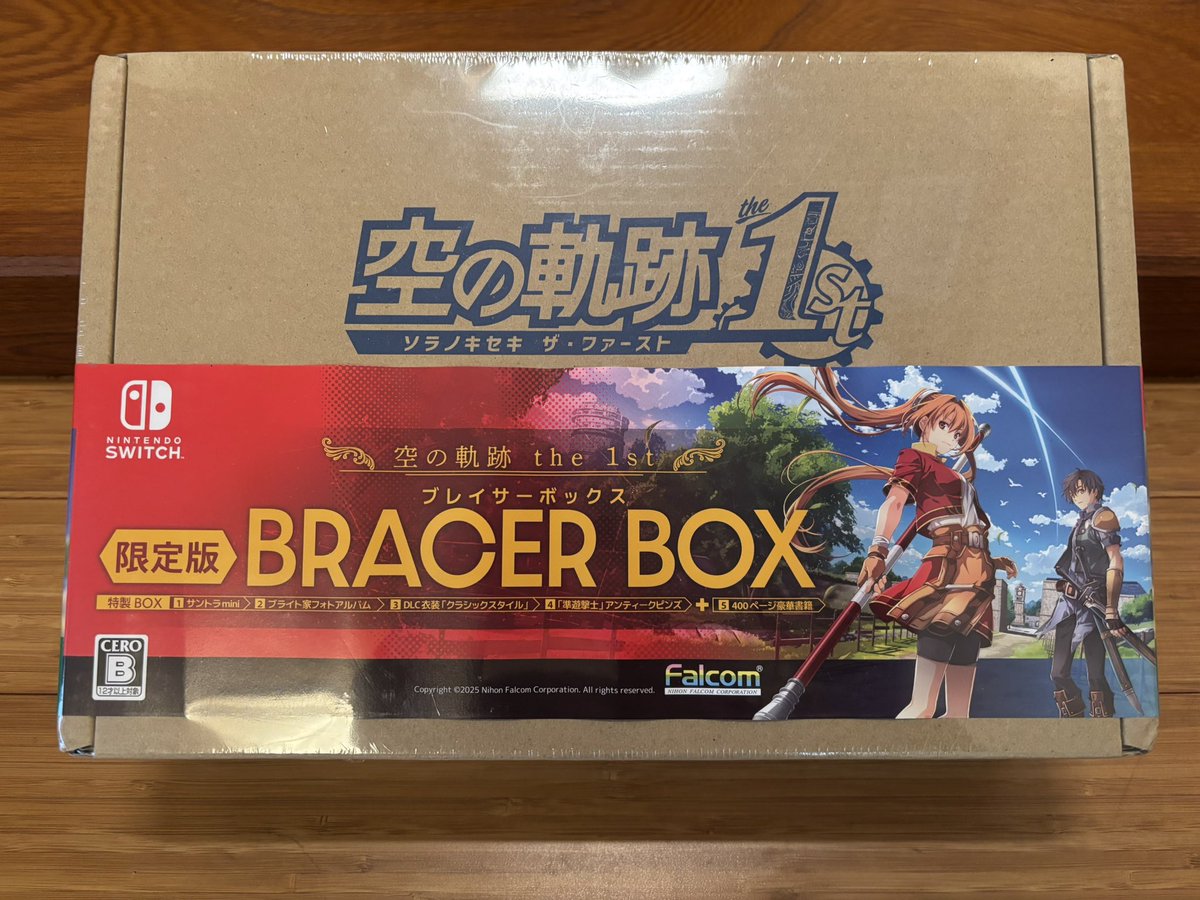 空の軌跡 the 1st
ソラノキセキ ザ・ファースト
NINTENDO
SWITCH™
空の軌跡 the 1st
ブレイサーボックス
限定版 BRACER BOX
特製BOX 1 サントラmini 2 ブライト家フォトアルバム 3 DLC衣装「クラシックスタイル」 4 「準遊撃士」アンティークピンズ + 5 400ページ豪華書籍
CERO
B
12才以上対象
Falcom®
NIHON FALCOM CORPORATION
Copyright ©2025 Nihon Falcom Corporation. All rights reserved.